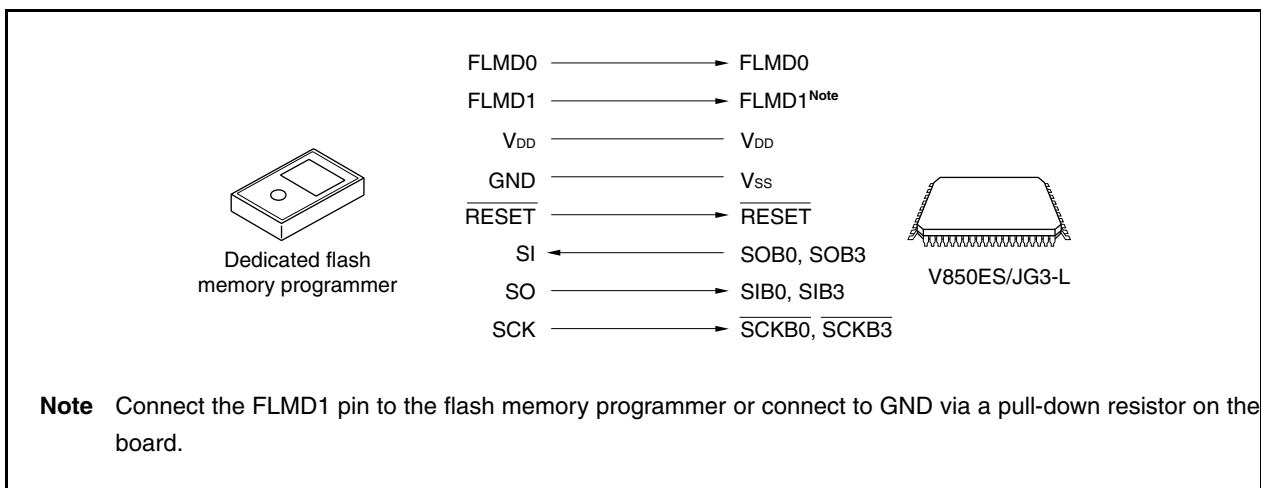 FLMD0 FLMD0
FLMD1 FLMD1Note
VDD VDD
GND VSS
RESET RESET
SI SOB0, SOB3
SO SIB0, SIB3
SCK SCKB0, SCKB3
Dedicated flash
memory programmer
V850ES/JG3-L
Note Connect the FLMD1 pin to the flash memory programmer or connect to GND via a pull-down resistor on the
board.